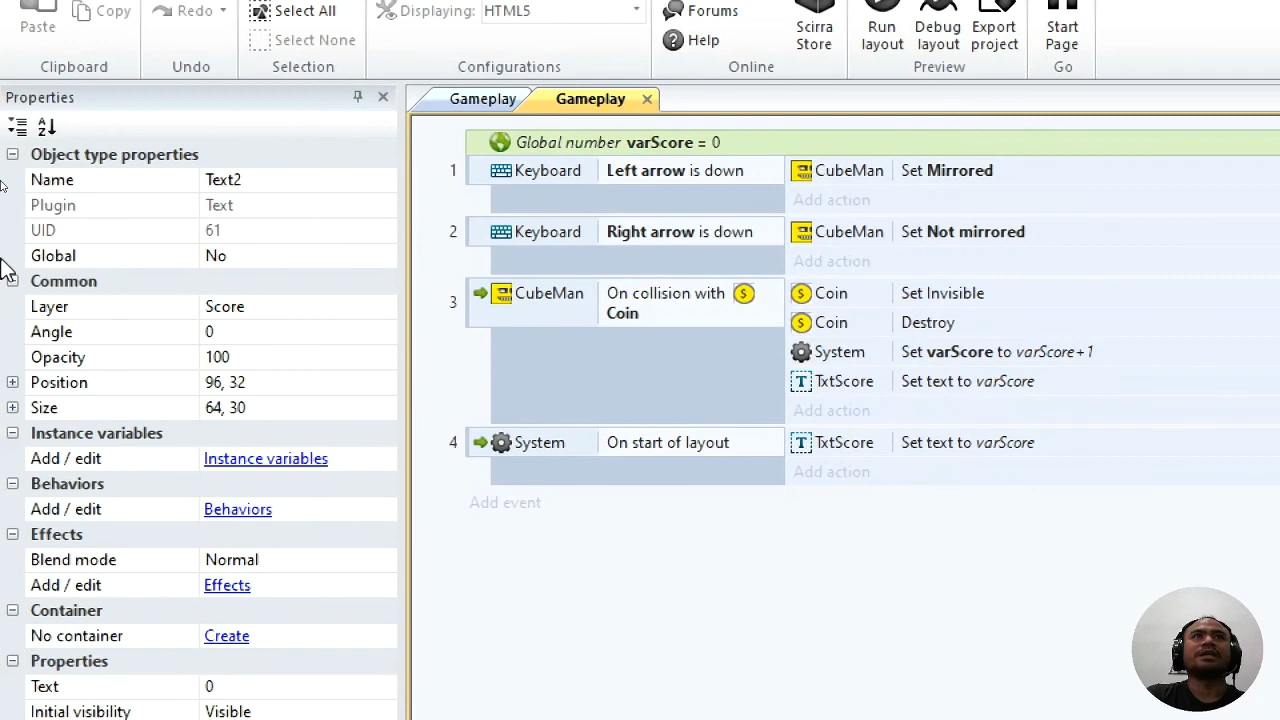 Paste
Copy
Redo
Select All
Select None
Displaying: HTML5
Forums
Help
Scirra Store
Run layout
Debug layout
Export project
Start Page
Clipboard
Undo
Selection
Configurations
Online
Preview
Go
Properties
A
Z
Object type properties
Name Text2
Plugin Text
UID 61
Global No
Common
Layer Score
Angle 0
Opacity 100
Position 96, 32
Size 64, 30
Instance variables
Add / edit Instance variables
Behaviors
Add / edit Behaviors
Effects
Blend mode Normal
Add / edit Effects
Container
No container Create
Properties
Text 0
Initial visibility Visible
Gameplay
Gameplay
Global number varScore = 0
1 Keyboard Left arrow is down CubeMan Set Mirrored
Add action
2 Keyboard Right arrow is down CubeMan Set Not mirrored
Add action
3 CubeMan On collision with $
Coin
$ Coin Set Invisible
$ Coin Destroy
System Set varScore to varScore+1
T TxtScore Set text to varScore
Add action
4 System On start of layout T TxtScore Set text to varScore
Add action
Add event